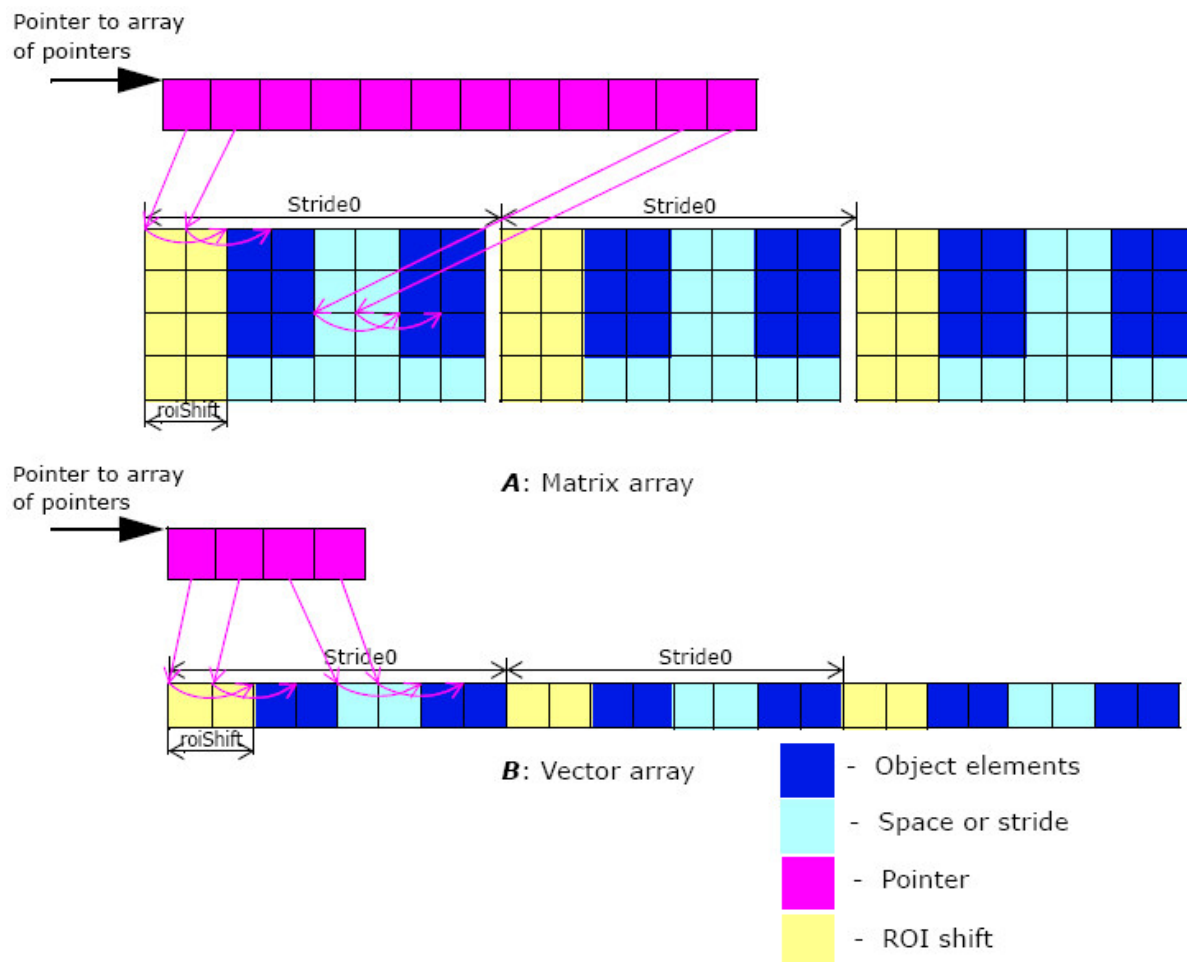 Pointer to array
of pointers
Stride0
Stride0
roiShift
A: Matrix array
Pointer to array
of pointers
Stride0
Stride0
roiShift
B: Vector array
- Object elements
- Space or stride
- Pointer
- ROI shift